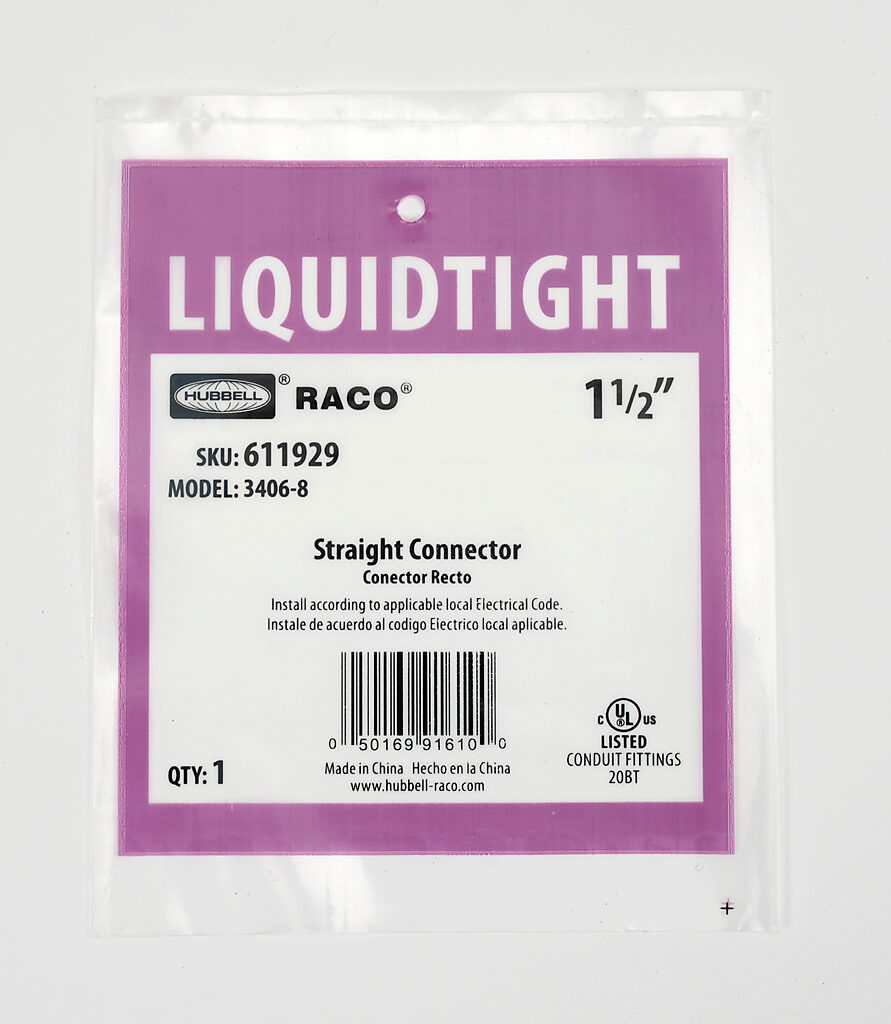 LIQUIDTIGHT
HUBBELL® RACO® 1 1/2"
SKU: 611929
MODEL: 3406-8
Straight Connector
Conector Recto
Install according to applicable local Electrical Code.
Instale de acuerdo al codigo Electrico local aplicable.
0 50169 91610 0
C UL® US
LISTED
CONDUIT FITTINGS
20BT
QTY: 1
Made in China Hecho en la China
www.hubbell-raco.com